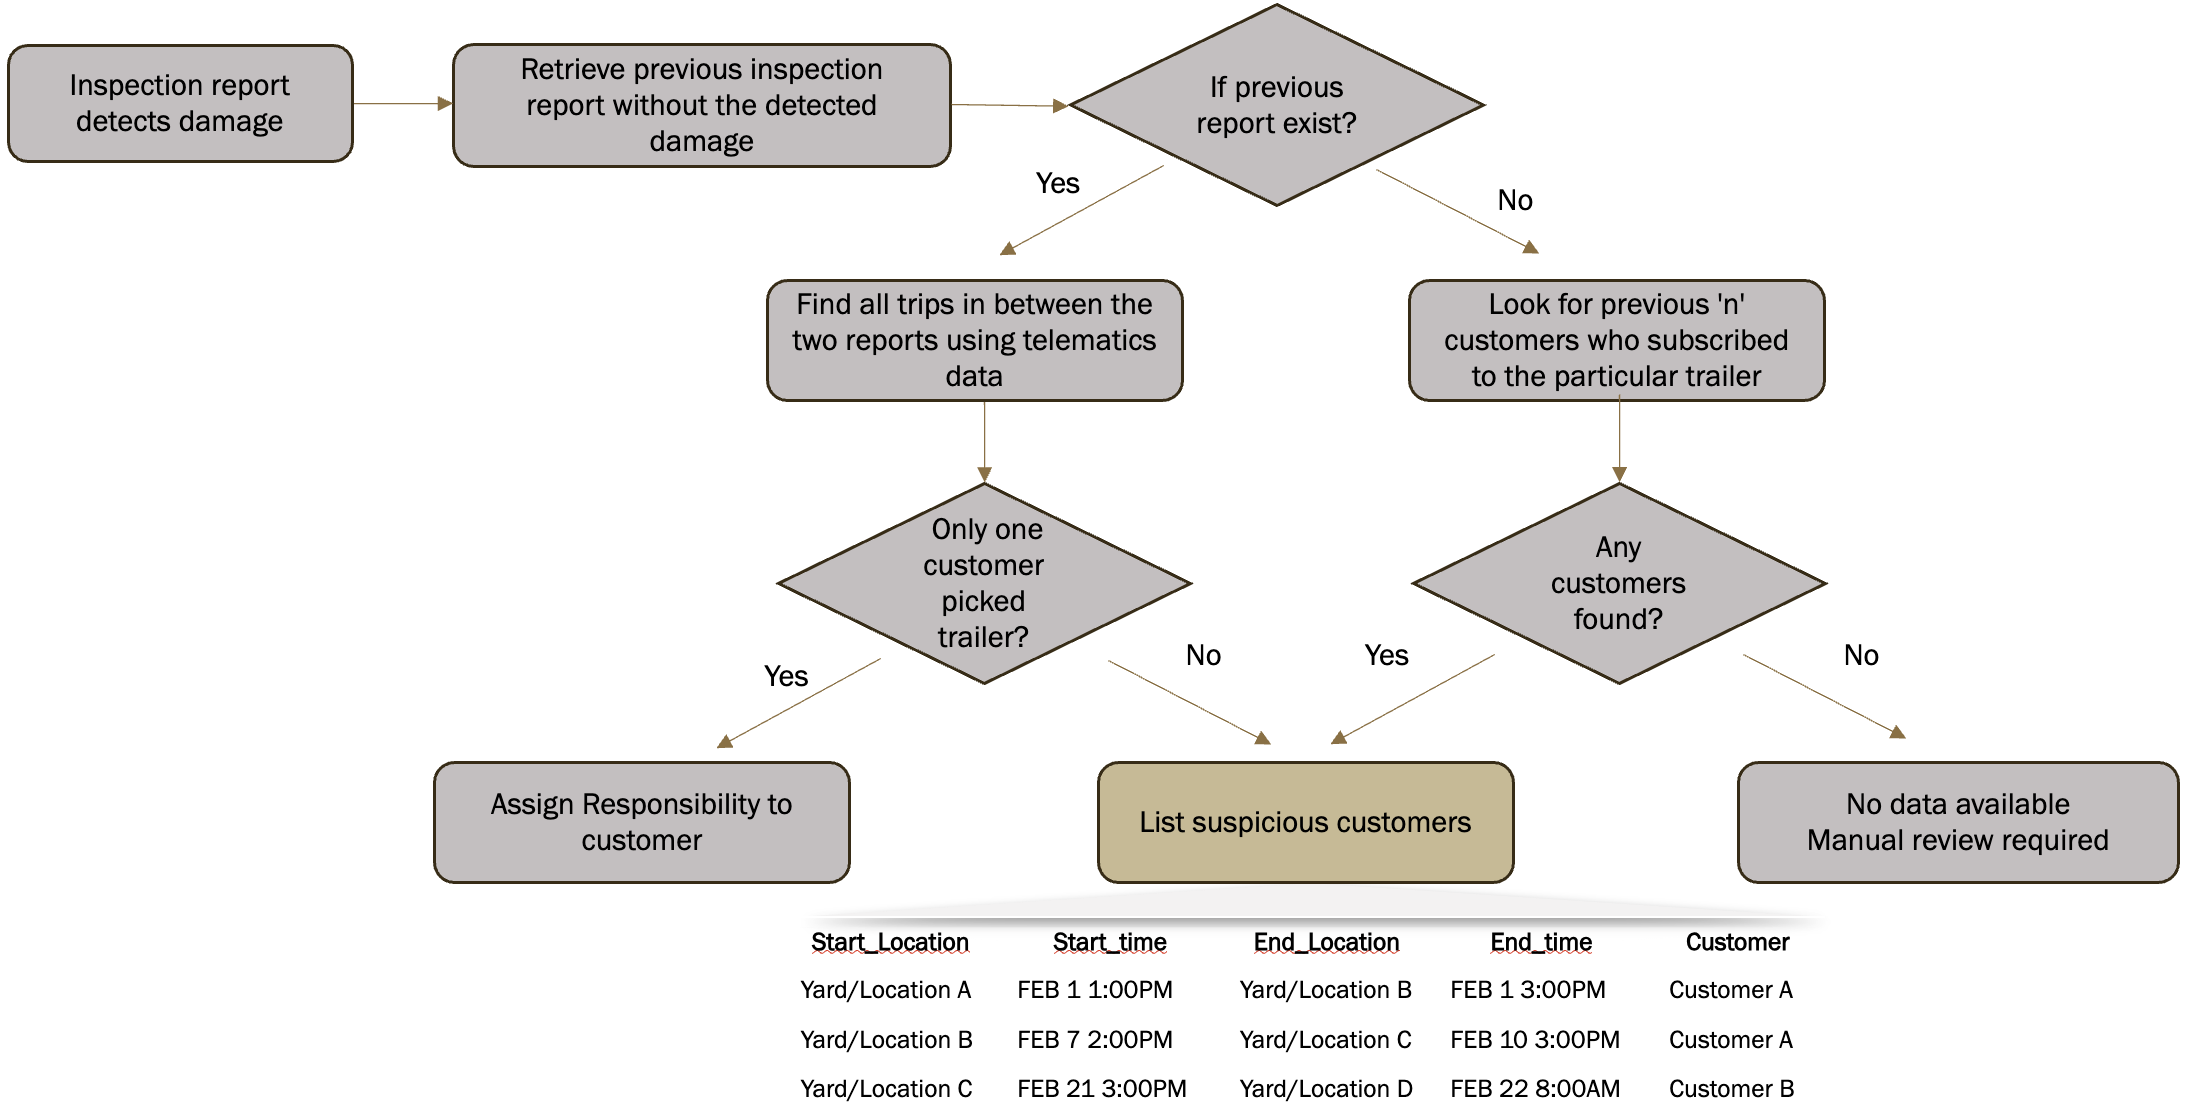 Inspection report
detects damage
Retrieve previous inspection
report without the detected
damage
If previous
report exist?
Yes
No
Find all trips in between the
two reports using telematics
data
Look for previous 'n'
customers who subscribed
to the particular trailer
Only one
customer
picked
trailer?
Any
customers
found?
Yes
No
Yes
No
Assign Responsibility to
customer
List suspicious customers
No data available
Manual review required
Start_Location Start_time End_Location End_time Customer
Yard/Location A FEB 1 1:00PM Yard/Location B FEB 1 3:00PM Customer A
Yard/Location B FEB 7 2:00PM Yard/Location C FEB 10 3:00PM Customer A
Yard/Location C FEB 21 3:00PM Yard/Location D FEB 22 8:00AM Customer B